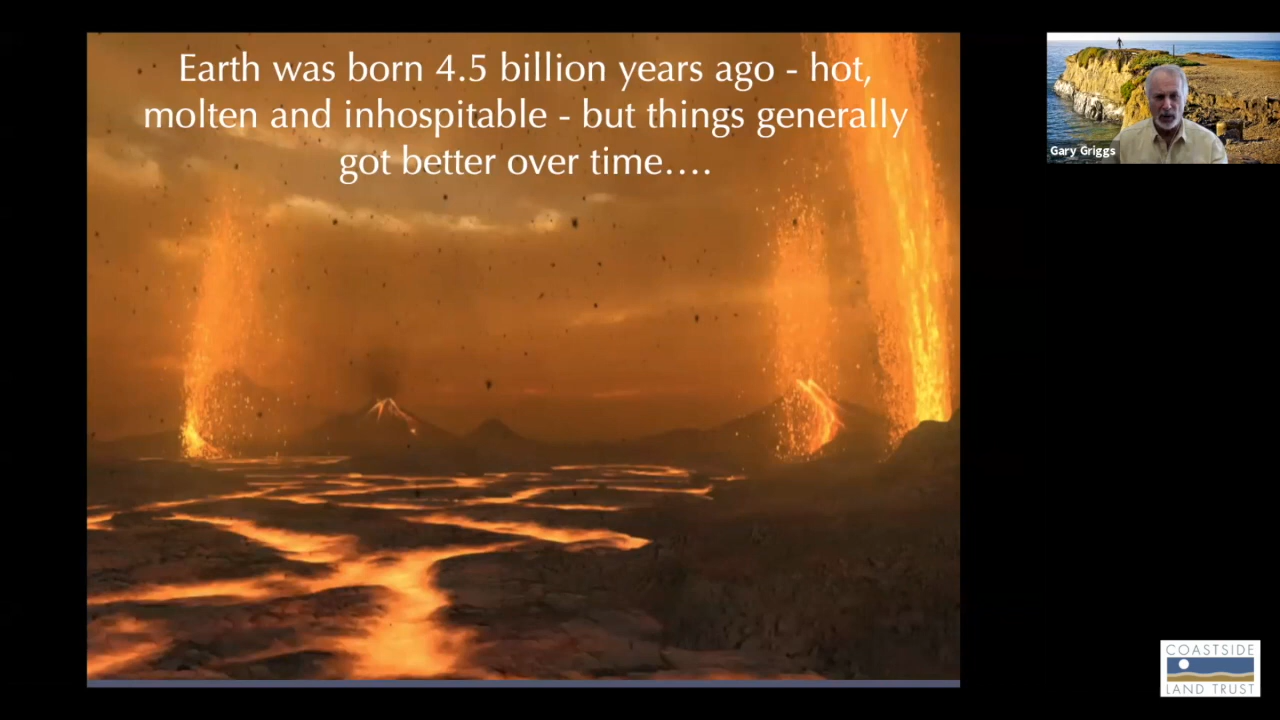 Earth was born 4.5 billion years ago - hot,
molten and inhospitable - but things generally
got better over time....
Gary Griggs
COASTSIDE
LAND TRUST